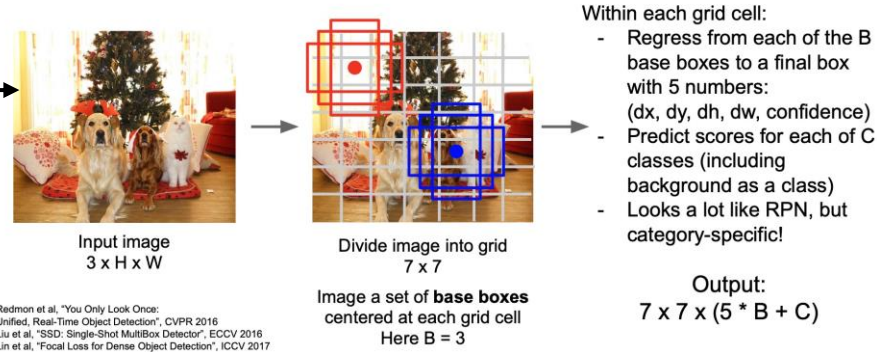 Input image
3 x H x W
Redmon et al, "You Only Look Once:
Unified, Real-Time Object Detection", CVPR 2016
Liu et al, "SSD: Single-Shot MultiBox Detector", ECCV 2016
Lin et al, "Focal Loss for Dense Object Detection", ICCV 2017
Divide image into grid
7 x 7
Image a set of base boxes
centered at each grid cell
Here B = 3
Within each grid cell:
- Regress from each of the B
base boxes to a final box
with 5 numbers:
(dx, dy, dh, dw, confidence)
- Predict scores for each of C
classes (including
background as a class)
- Looks a lot like RPN, but
category-specific!
Output:
7 x 7 x (5 * B + C)